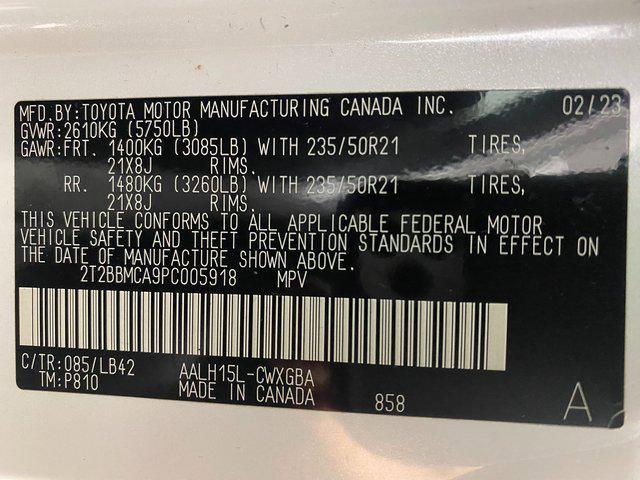 MFD.BY:TOYOTA MOTOR MANUFACTURING CANADA INC. 02/23
GVWR:2610KG (5750LB)
GAWR:FRT. 1400KG (3085LB) WITH 235/50R21 TIRES,
21X8J RIMS.
RR. 1480KG (3260LB) WITH 235/50R21 TIRES,
21X8J RIMS.
THIS VEHICLE CONFORMS TO ALL APPLICABLE FEDERAL MOTOR
VEHICLE SAFETY AND THEFT PREVENTION STANDARDS IN EFFECT ON
THE DATE OF MANUFACTURE SHOWN ABOVE.
2T2BBMCA9PC005918 MPV
C/TR:085/LB42 AALH15L-CWXGBA
TM:P810 MADE IN CANADA 858 A